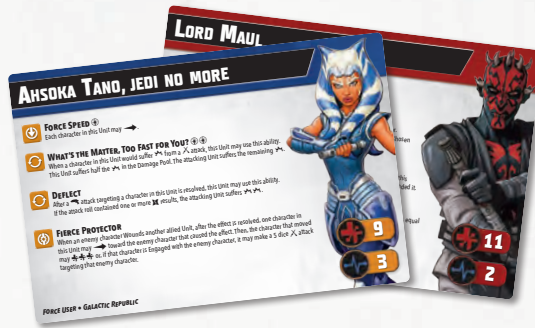 LORD MAUL
AHSOKA TANO, JEDI NO MORE
FORCE SPEED
Each character in this Unit may
WHAT'S THE MATTER, TOO FAST FOR YOU?
When a character in this Unit would suffer from a attack, this Unit may use this ability.
This Unit suffers half the in the Damage Pool. The attacking Unit suffers the remaining
DEFLECT
After a attack targeting a character in this Unit is resolved, this Unit may use this ability.
If the attack roll contained one or more results, the attacking Unit suffers
FIERCE PROTECTOR
When an enemy character Wounds another allied Unit, after the effect is resolved, one character in
this Unit may toward the enemy character that caused the effect. Then, the character that moved
may or, if that character is Engaged with the enemy character, it may make a 5 dice attack
targeting that enemy character.
9
3
FORCE USER • GALACTIC REPUBLIC
this
equal
11
2